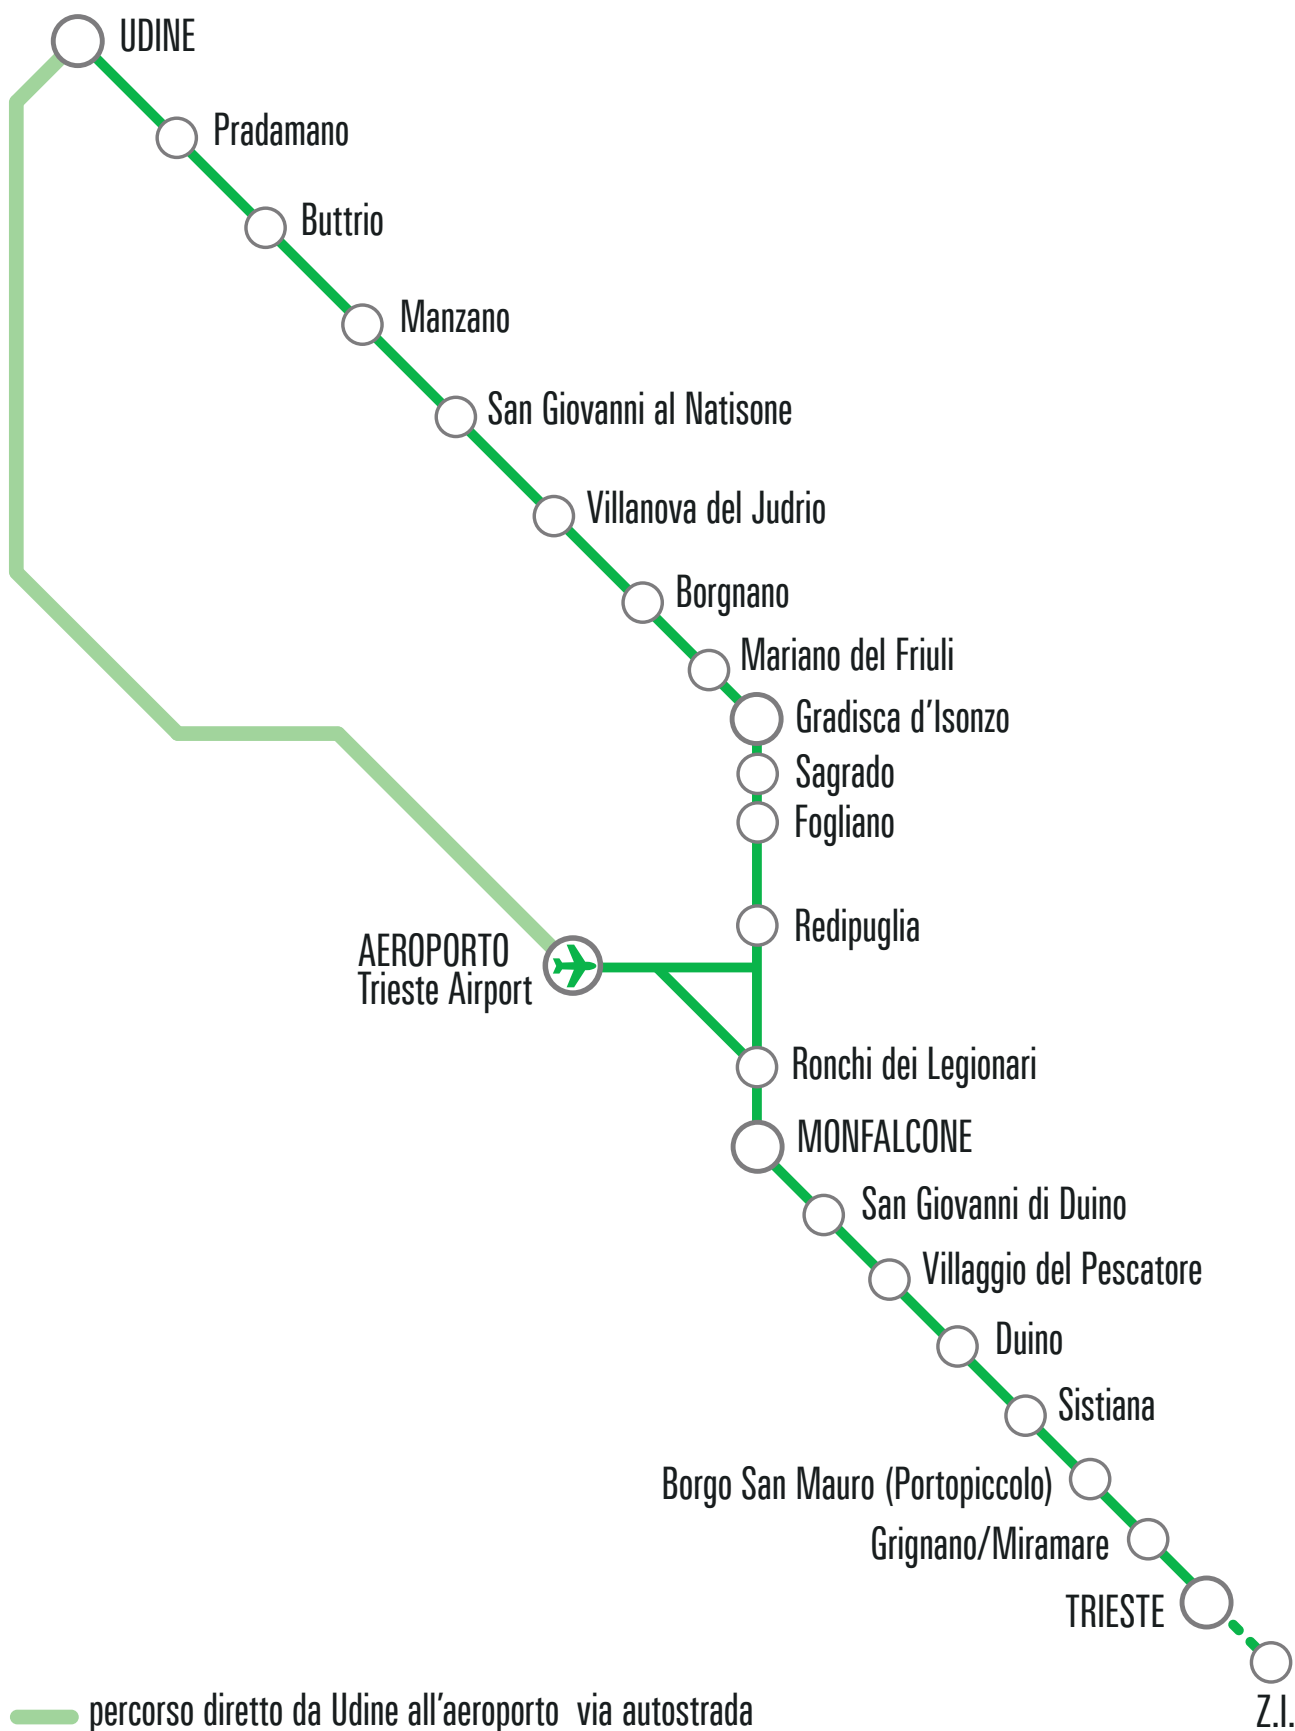 UDINE
Pradamano
Buttrio
Manzano
San Giovanni al Natisone
Villanova del Judrio
Borgnano
Mariano del Friuli
Gradisca d'Isonzo
Sagrado
Fogliano
Redipuglia
AEROPORTO
Trieste Airport
Ronchi dei Legionari
MONFALCONE
San Giovanni di Duino
Villaggio del Pescatore
Duino
Sistiana
Borgo San Mauro (Portopiccolo)
Grignano/Miramare
TRIESTE
Z.I.
percorso diretto da Udine all'aeroporto via autostrada